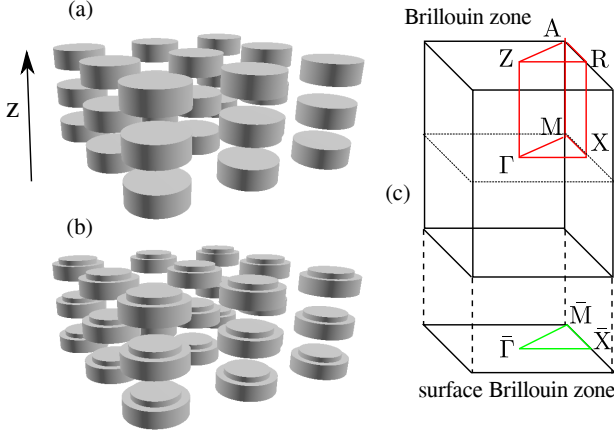 (a)
z
(b)
Brillouin zone
A
Z
R
M
Γ
X
(c)
M̄
Γ̄
X̄
surface Brillouin zone